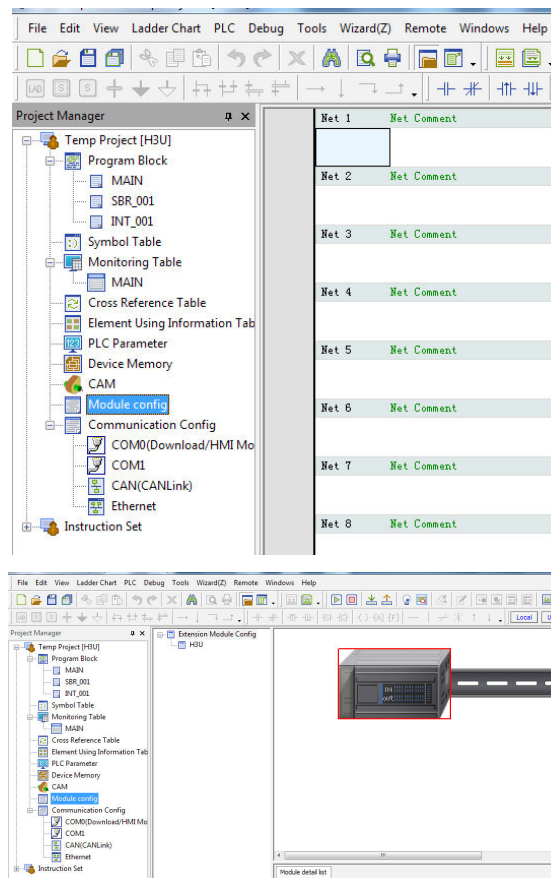 File Edit View Ladder Chart PLC Debug Tools Wizard(Z) Remote Windows Help
LAD S S
Project Manager
Temp Project [H3U]
Program Block
MAIN
SBR_001
INT_001
Symbol Table
Monitoring Table
MAIN
Cross Reference Table
Element Using Information Tab
PLC Parameter
Device Memory
CAM
Module config
Communication Config
COM0(Download/HMI Mo
COM1
CAN(CANLink)
Ethernet
Instruction Set
Net 1 Net Comment
Net 2 Net Comment
Net 3 Net Comment
Net 4 Net Comment
Net 5 Net Comment
Net 6 Net Comment
Net 7 Net Comment
Net 8 Net Comment
File Edit View Ladder Chart PLC Debug Tools Wizard(Z) Remote Windows Help
Local
Project Manager
Temp Project [H3U]
Program Block
MAIN
SBR_001
INT_001
Symbol Table
Monitoring Table
MAIN
Cross Reference Table
Element Using Information Tab
PLC Parameter
Device Memory
CAM
Module config
Communication Config
COM0(Download/HMI Mo
COM1
CAN(CANLink)
Ethernet
Instruction Set
Extension Module Config
H3U
IN
out
Module detail list